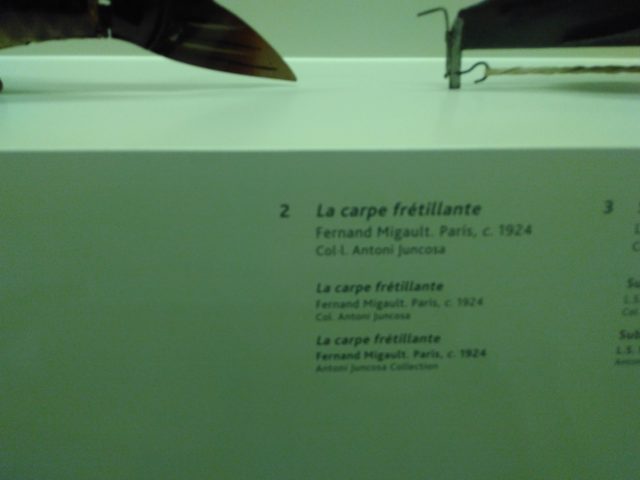 2
La carpe frétillante
Fernand Migault. París, c. 1924
Col·l. Antoni Juncosa
La carpe frétillante
Fernand Migault. París, c. 1924
Col. Antoni Juncosa
La carpe frétillante
Fernand Migault. Paris, c. 1924
Antoni Juncosa Collection
3
L.S.
L.S.